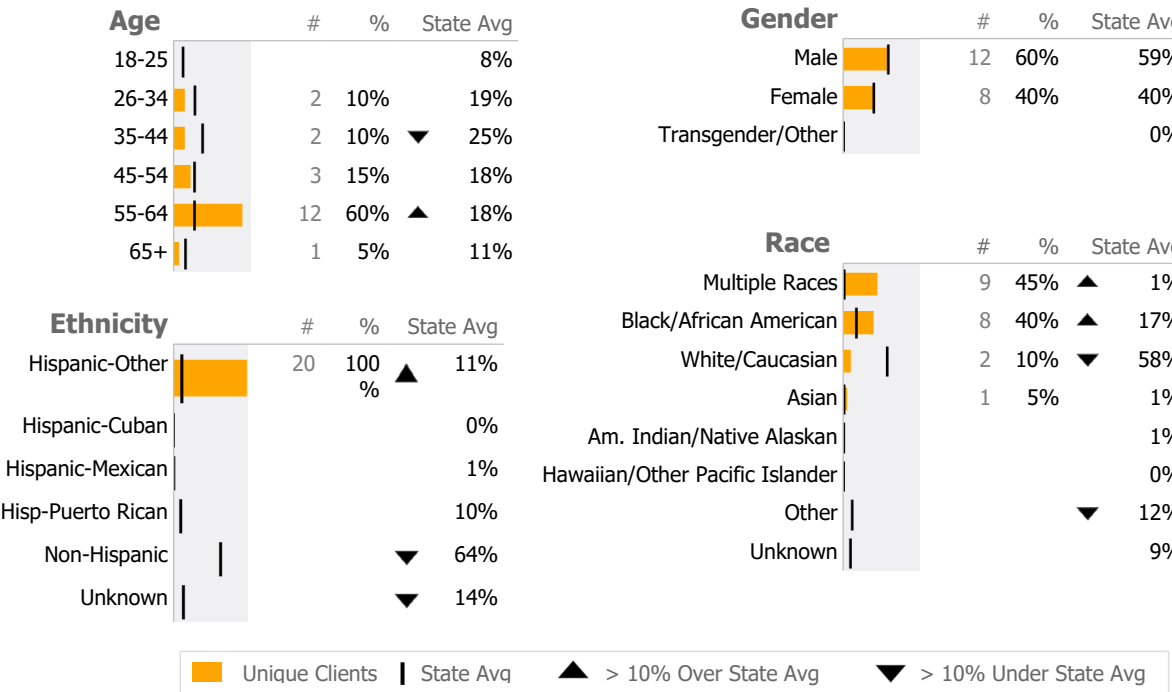 Age # % State Avg
18-25 8%
26-34 2 10% 19%
35-44 2 10% ▼ 25%
45-54 3 15% 18%
55-64 12 60% ▲ 18%
65+ 1 5% 11%
Ethnicity # % State Avg
Hispanic-Other 20 100 ▲ 11%
%
Hispanic-Cuban 0%
Hispanic-Mexican 1%
Hisp-Puerto Rican 10%
Non-Hispanic ▼ 64%
Unknown ▼ 14%
Gender # % State Avg
Male 12 60% 59%
Female 8 40% 40%
Transgender/Other 0%
Race # % State Avg
Multiple Races 9 45% ▲ 1%
Black/African American 8 40% ▲ 17%
White/Caucasian 2 10% ▼ 58%
Asian 1 5% 1%
Am. Indian/Native Alaskan 1%
Hawaiian/Other Pacific Islander 0%
Other ▼ 12%
Unknown 9%
Unique Clients | State Avg ▲ > 10% Over State Avg ▼ > 10% Under State Avg